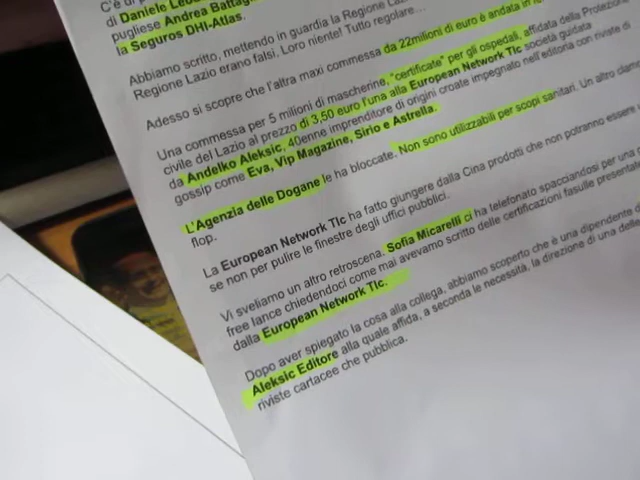 C'è di p
di Daniele Leo
pugliese Andrea Battag
la Seguros DHI-Atlas.
Abbiamo scritto, mettendo in guardia la Regione Lazi
Regione Lazio erano falsi. Loro niente! Tutto regolare...
Adesso si scopre che l'altra maxi commessa da 22milioni di euro è andata in
Una commessa per 5 milioni di mascherine, "certificate" per gli ospedali, affidata della Protezione
civile del Lazio al prezzo di 3,50 euro l'una alla European Network Tlc società guidata
da Andelko Aleksic, 40enne imprenditore di origini croate impegnato nell'editoria con riviste di
gossip come Eva, Vip Magazine, Sirio e Astrella.
L'Agenzia delle Dogane le ha bloccate. Non sono utilizzabili per scopi sanitari. Un altro clam
flop.
La European Network Tlc ha fatto giungere dalla Cina prodotti che non potranno essere
se non per pulire le finestre degli uffici pubblici.
Vi sveliamo un altro retroscena. Sofia Micarelli ci ha telefonato spacciandosi per una g
free lance chiedendoci come mai avevamo scritto delle certificazioni fasulle presentate
dalla European Network Tlc.
Dopo aver spiegato la cosa alla collega, abbiamo scoperto che è una dipendente d
Aleksic Editore alla quale affida, a seconda le necessità, la direzione di una delle
riviste cartacee che pubblica.